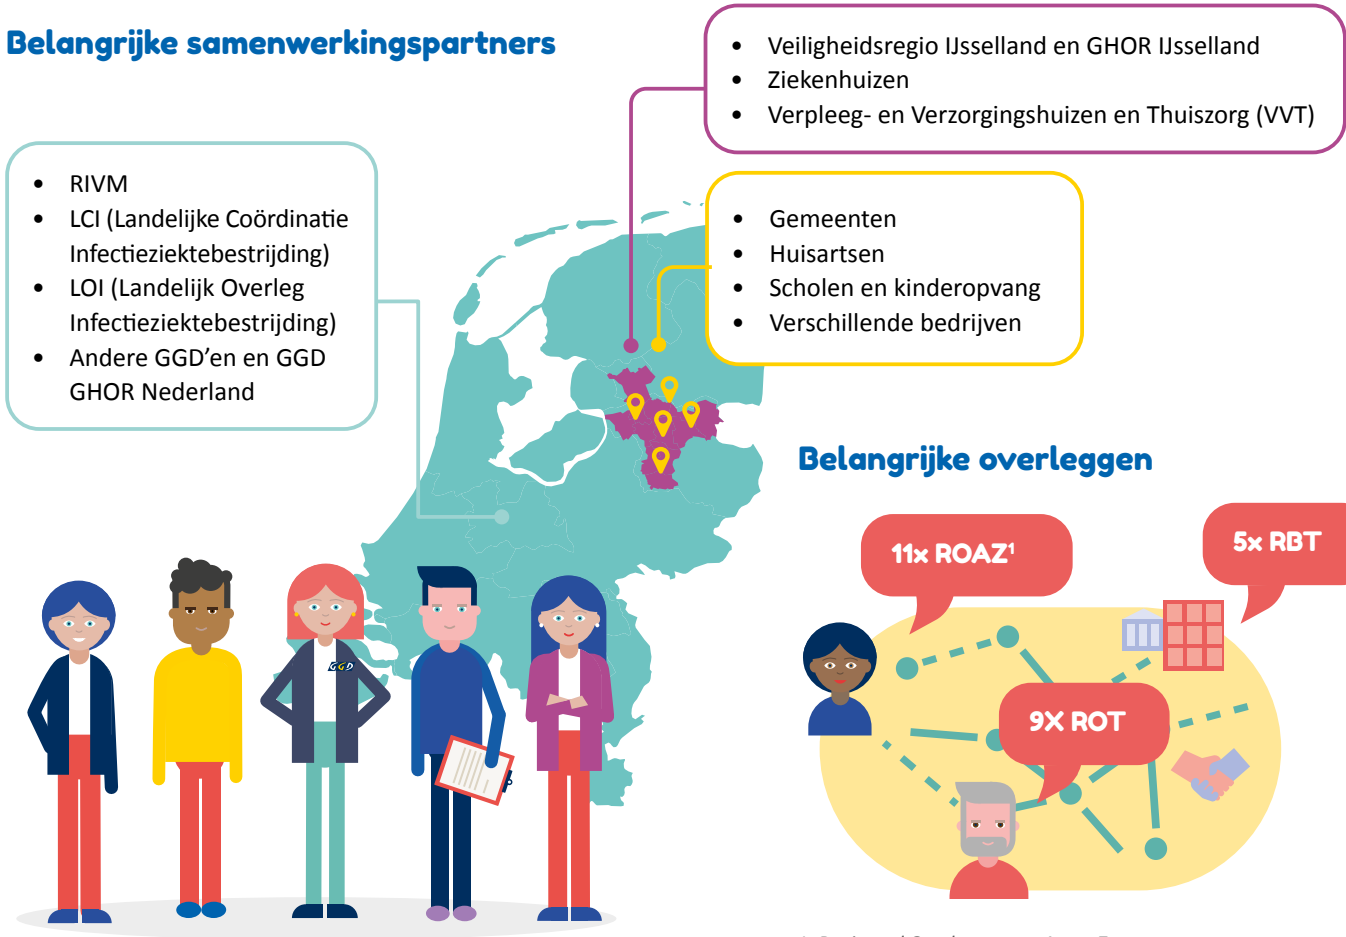 Belangrijke samenwerkingspartners
• Veiligheidsregio IJsselland en GHOR IJsselland
• Ziekenhuizen
• Verpleeg- en Verzorgingshuizen en Thuiszorg (VVT)
• RIVM
• LCI (Landelijke Coördinatie
Infectieziektebestrijding)
• LOI (Landelijk Overleg
Infectieziektebestrijding)
• Andere GGD’en en GGD
GHOR Nederland
• Gemeenten
• Huisartsen
• Scholen en kinderopvang
• Verschillende bedrijven
Belangrijke overleggen
11x ROAZ¹
5x RBT
9X ROT
GGD